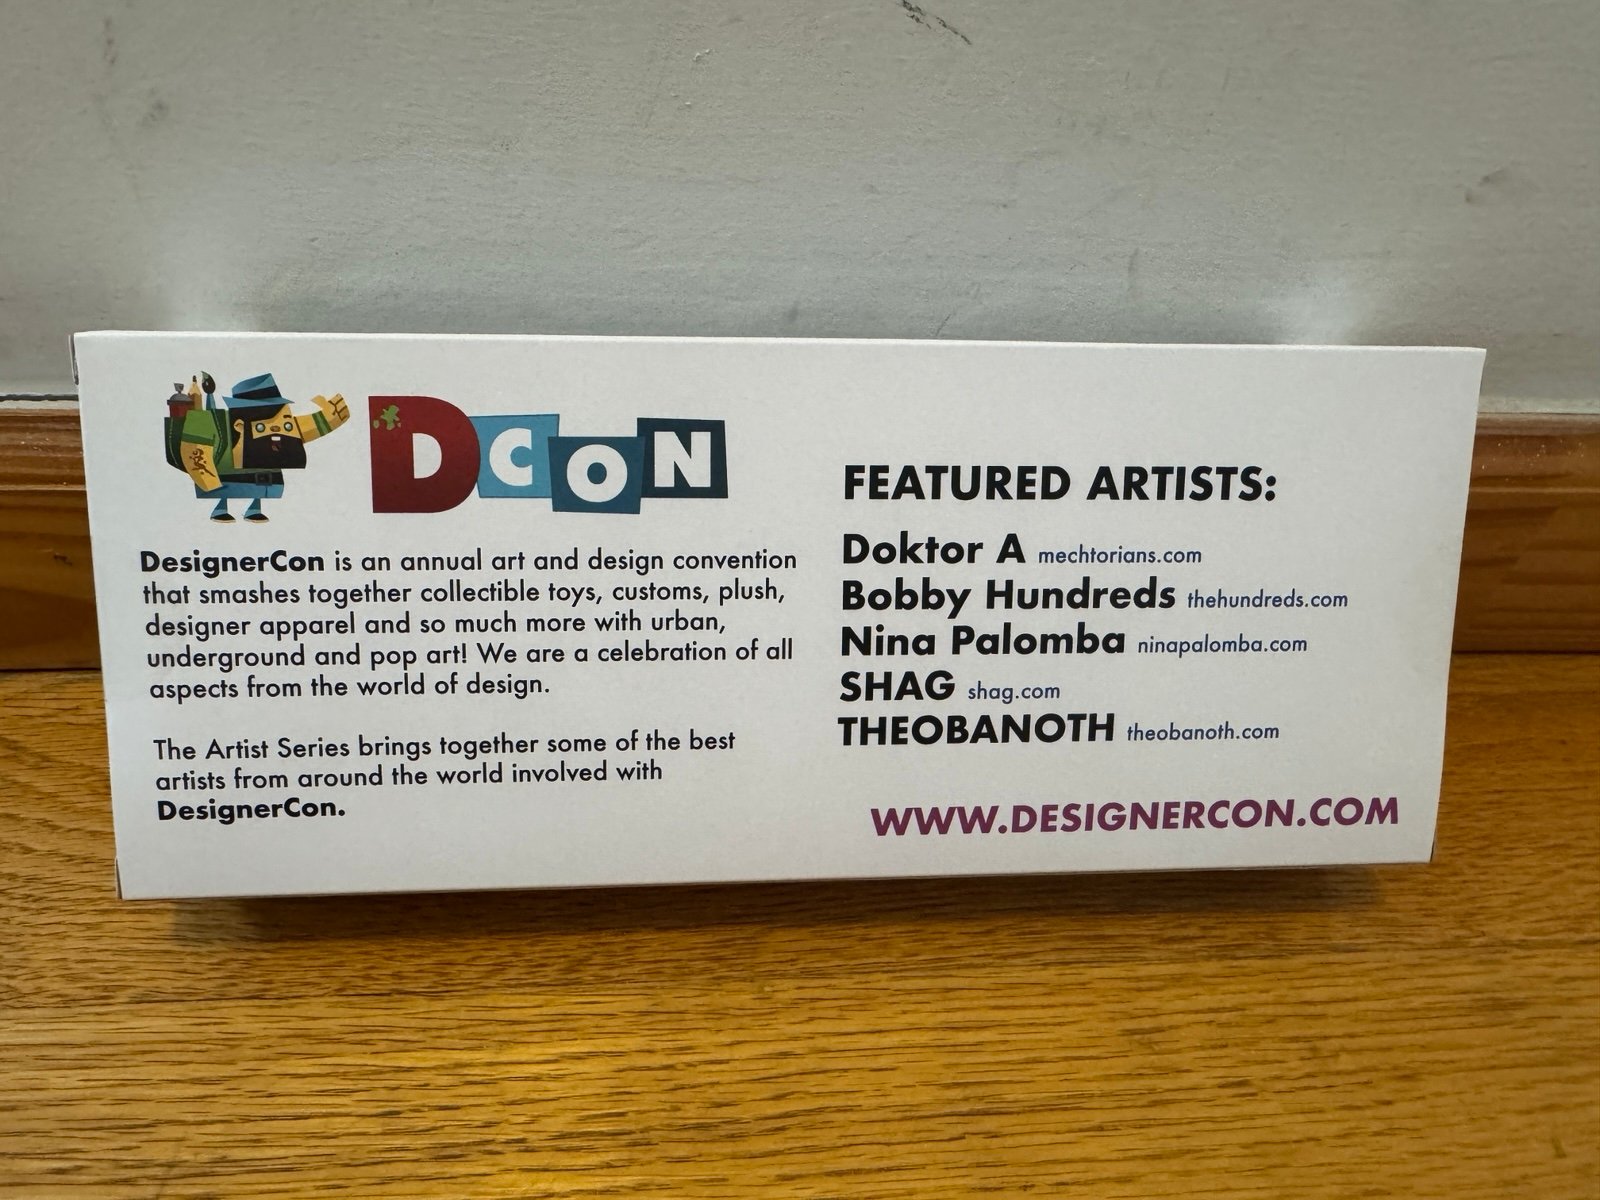 DCON
DesignerCon is an annual art and design convention
that smashes together collectible toys, customs, plush,
designer apparel and so much more with urban,
underground and pop art! We are a celebration of all
aspects from the world of design.
The Artist Series brings together some of the best
artists from around the world involved with
DesignerCon.
FEATURED ARTISTS:
Doktor A mechtorians.com
Bobby Hundreds thehundreds.com
Nina Palomba ninapalomba.com
SHAG shag.com
THEOBANOTH theobanoth.com
WWW.DESIGNERCON.COM